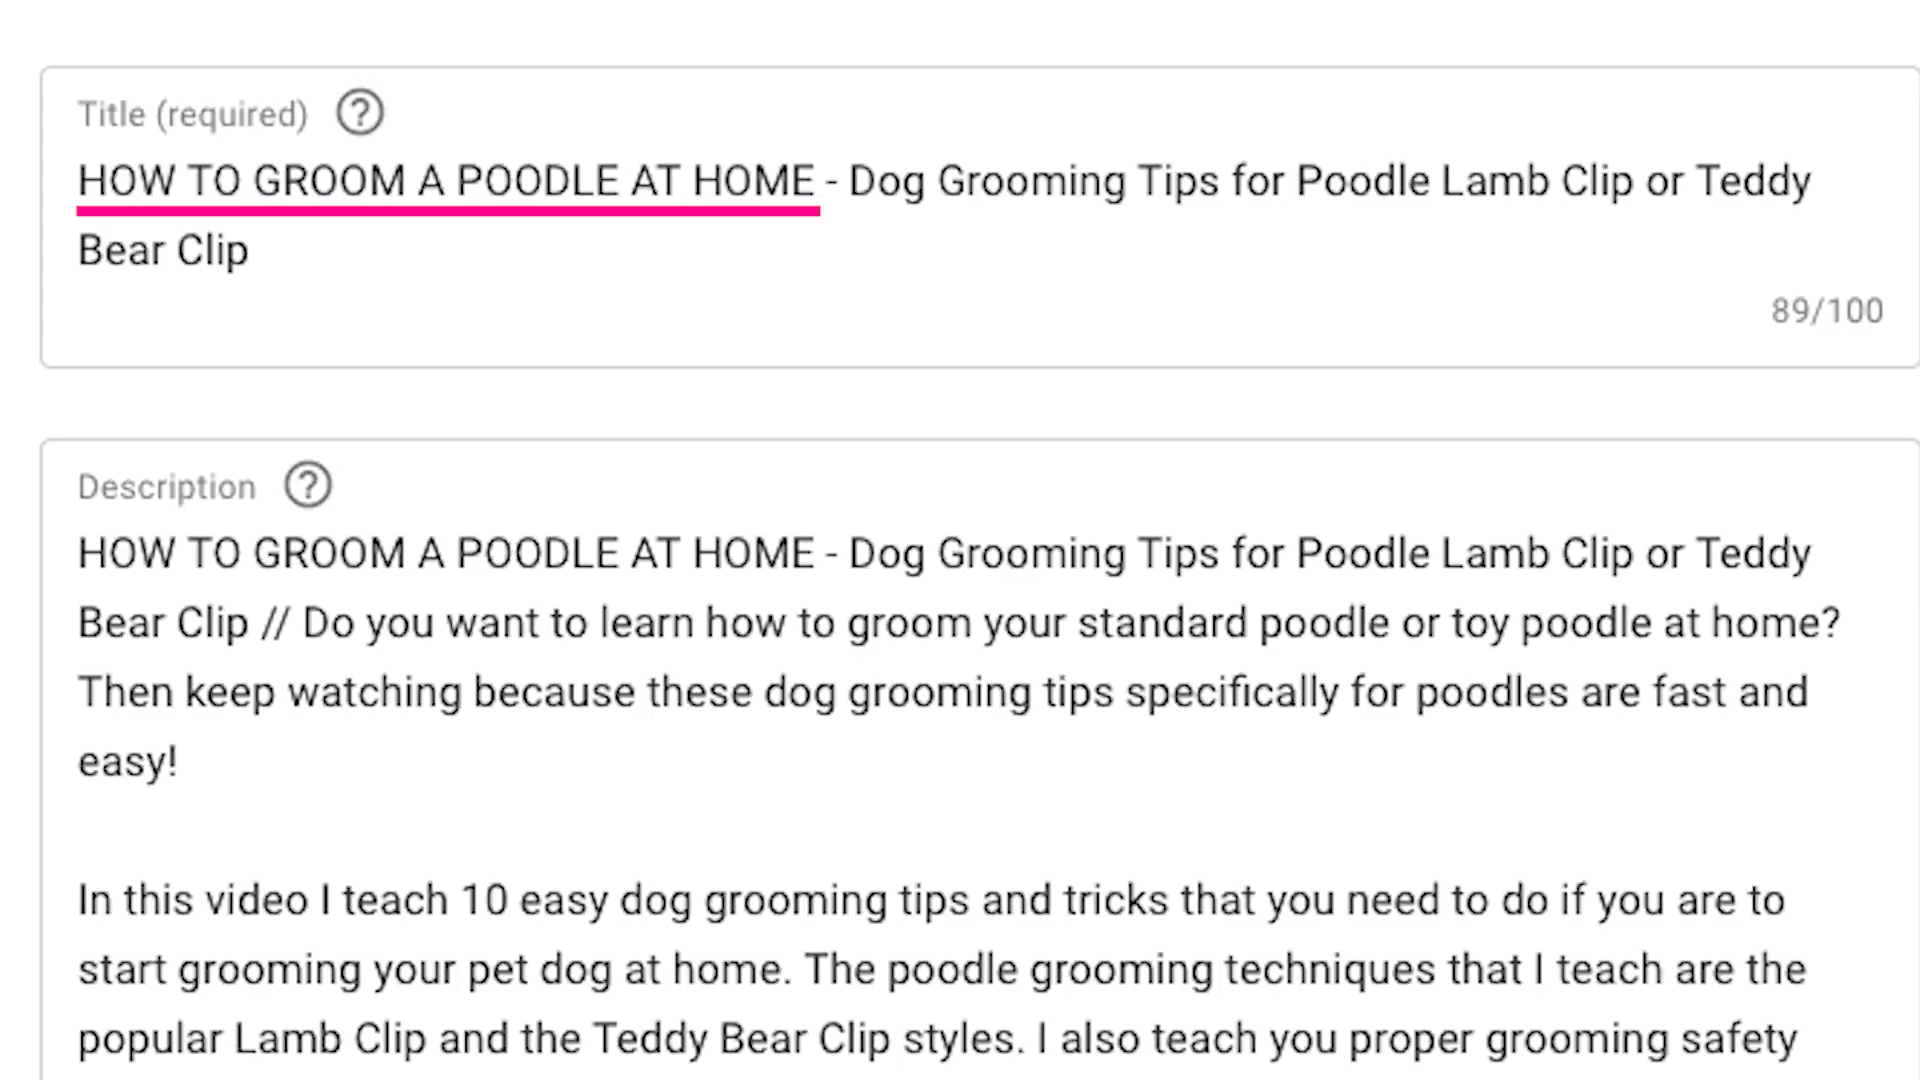 Title (required) ?
HOW TO GROOM A POODLE AT HOME - Dog Grooming Tips for Poodle Lamb Clip or Teddy
Bear Clip
89/100
Description ?
HOW TO GROOM A POODLE AT HOME - Dog Grooming Tips for Poodle Lamb Clip or Teddy
Bear Clip // Do you want to learn how to groom your standard poodle or toy poodle at home?
Then keep watching because these dog grooming tips specifically for poodles are fast and
easy!
In this video I teach 10 easy dog grooming tips and tricks that you need to do if you are to
start grooming your pet dog at home. The poodle grooming techniques that I teach are the
popular Lamb Clip and the Teddy Bear Clip styles. I also teach you proper grooming safety